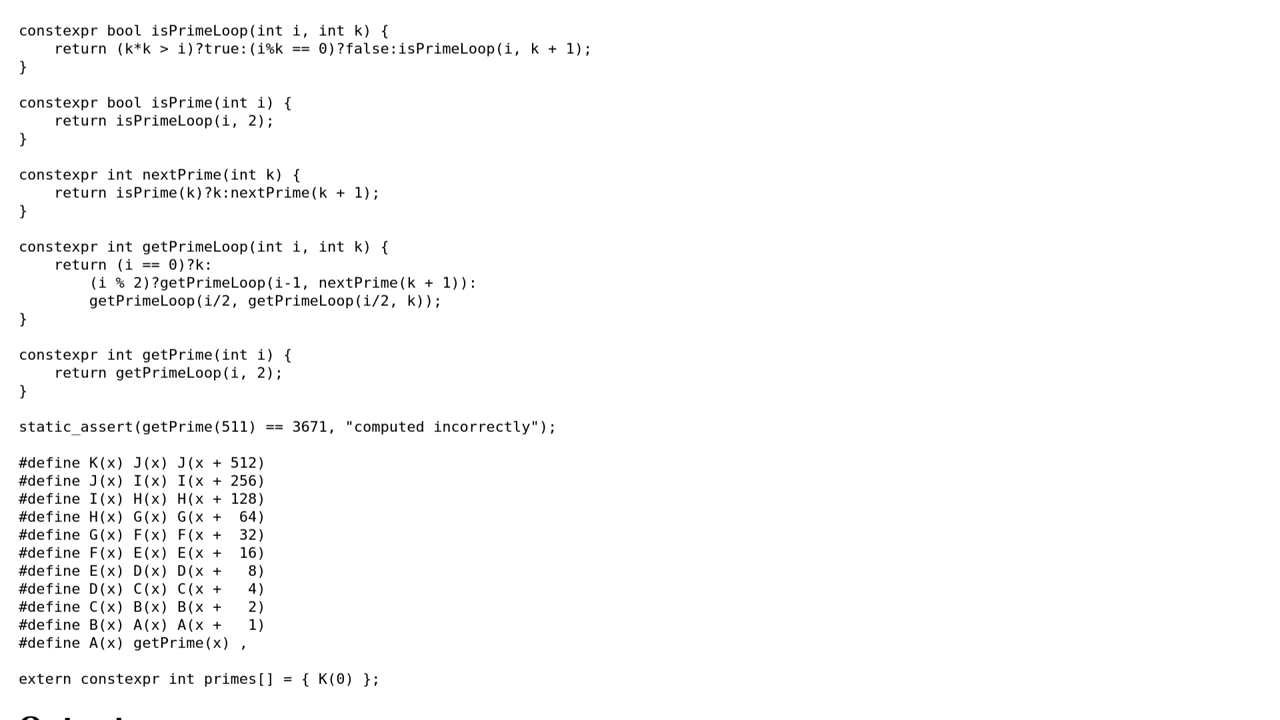 constexpr bool isPrimeLoop(int i, int k) {
    return (k*k > i)?true:(i%k == 0)?false:isPrimeLoop(i, k + 1);
}

constexpr bool isPrime(int i) {
    return isPrimeLoop(i, 2);
}

constexpr int nextPrime(int k) {
    return isPrime(k)?k:nextPrime(k + 1);
}

constexpr int getPrimeLoop(int i, int k) {
    return (i == 0)?k:
        (i % 2)?getPrimeLoop(i-1, nextPrime(k + 1)):
        getPrimeLoop(i/2, getPrimeLoop(i/2, k));
}

constexpr int getPrime(int i) {
    return getPrimeLoop(i, 2);
}

static_assert(getPrime(511) == 3671, "computed incorrectly");

#define K(x) J(x) J(x + 512)
#define J(x) I(x) I(x + 256)
#define I(x) H(x) H(x + 128)
#define H(x) G(x) G(x +  64)
#define G(x) F(x) F(x +  32)
#define F(x) E(x) E(x +  16)
#define E(x) D(x) D(x +   8)
#define D(x) C(x) C(x +   4)
#define C(x) B(x) B(x +   2)
#define B(x) A(x) A(x +   1)
#define A(x) getPrime(x) ,

extern constexpr int primes[] = { K(0) };